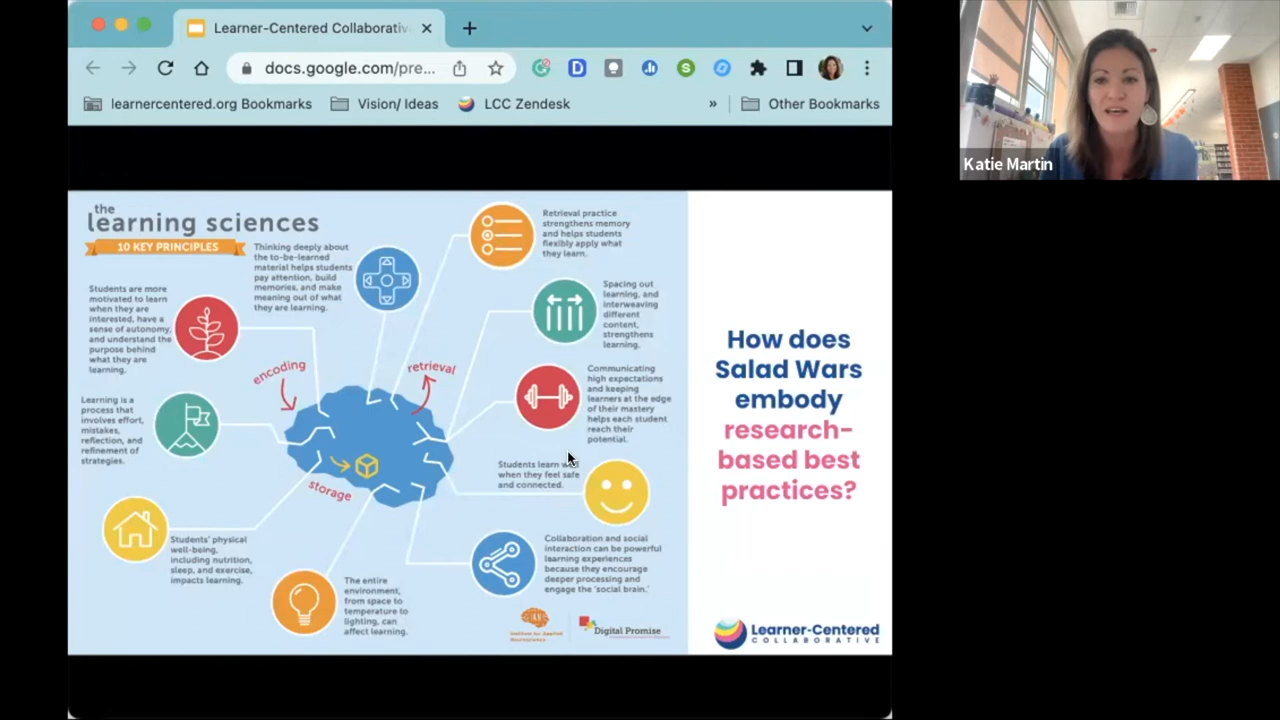 Learner-Centered Collaborativ
docs.google.com/pre...
learnercentered.org Bookmarks
Vision/ Ideas
LCC Zendesk
»
Other Bookmarks
Katie Martin
the
learning sciences
10 KEY PRINCIPLES
Thinking deeply about
the to-be-learned
material helps students
pay attention, build
memories, and make
meaning out of what
they are learning.
Retrieval practice
strengthens memory
and helps students
flexibly apply what
they learn.
Students are more
motivated to learn
when they are
interested, have a
sense of autonomy,
and understand the
purpose behind
what they are
learning.
Spacing out
learning, and
interweaving
different
content,
strengthens
learning.
encoding
retrieval
storage
Communicating
high expectations
and keeping
learners at the edge
of their mastery
helps each student
reach their
potential.
Learning is a
process that
involves effort,
mistakes,
reflection, and
refinement of
strategies.
Students learn
when they feel safe
and connected.
Students' physical
well-being,
including nutrition,
sleep, and exercise,
impacts learning.
Collaboration and social
interaction can be powerful
learning experiences
because they encourage
deeper processing and
engage the 'social brain.'
The entire
environment,
from space to
temperature to
lighting, can
affect learning.
Institute for Applied
Neuroscience
Digital Promise
How does
Salad Wars
embody
research-
based best
practices?
Learner-Centered
COLLABORATIVE